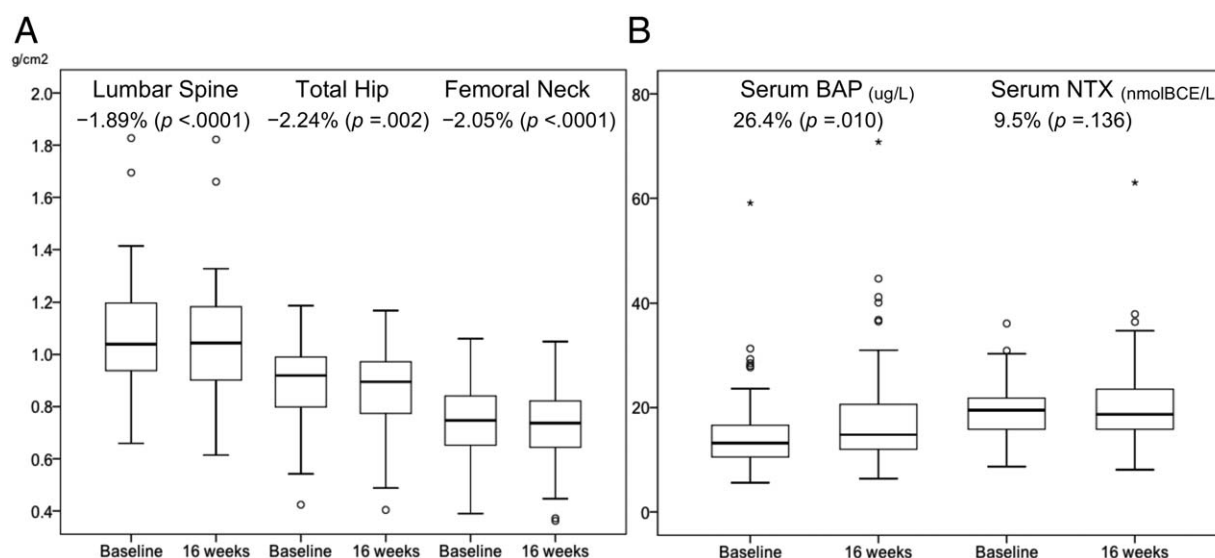 A
g/cm2
Lumbar Spine Total Hip Femoral Neck
−1.89% (p <.0001) −2.24% (p =.002) −2.05% (p <.0001)
2.0
1.8
1.6
1.4
1.2
1.0
0.8
0.6
0.4
Baseline 16 weeks Baseline 16 weeks Baseline 16 weeks
B
Serum BAP (ug/L) Serum NTX (nmolBCE/L
26.4% (p =.010) 9.5% (p =.136)
80
60
40
20
0
Baseline 16 weeks Baseline 16 weeks